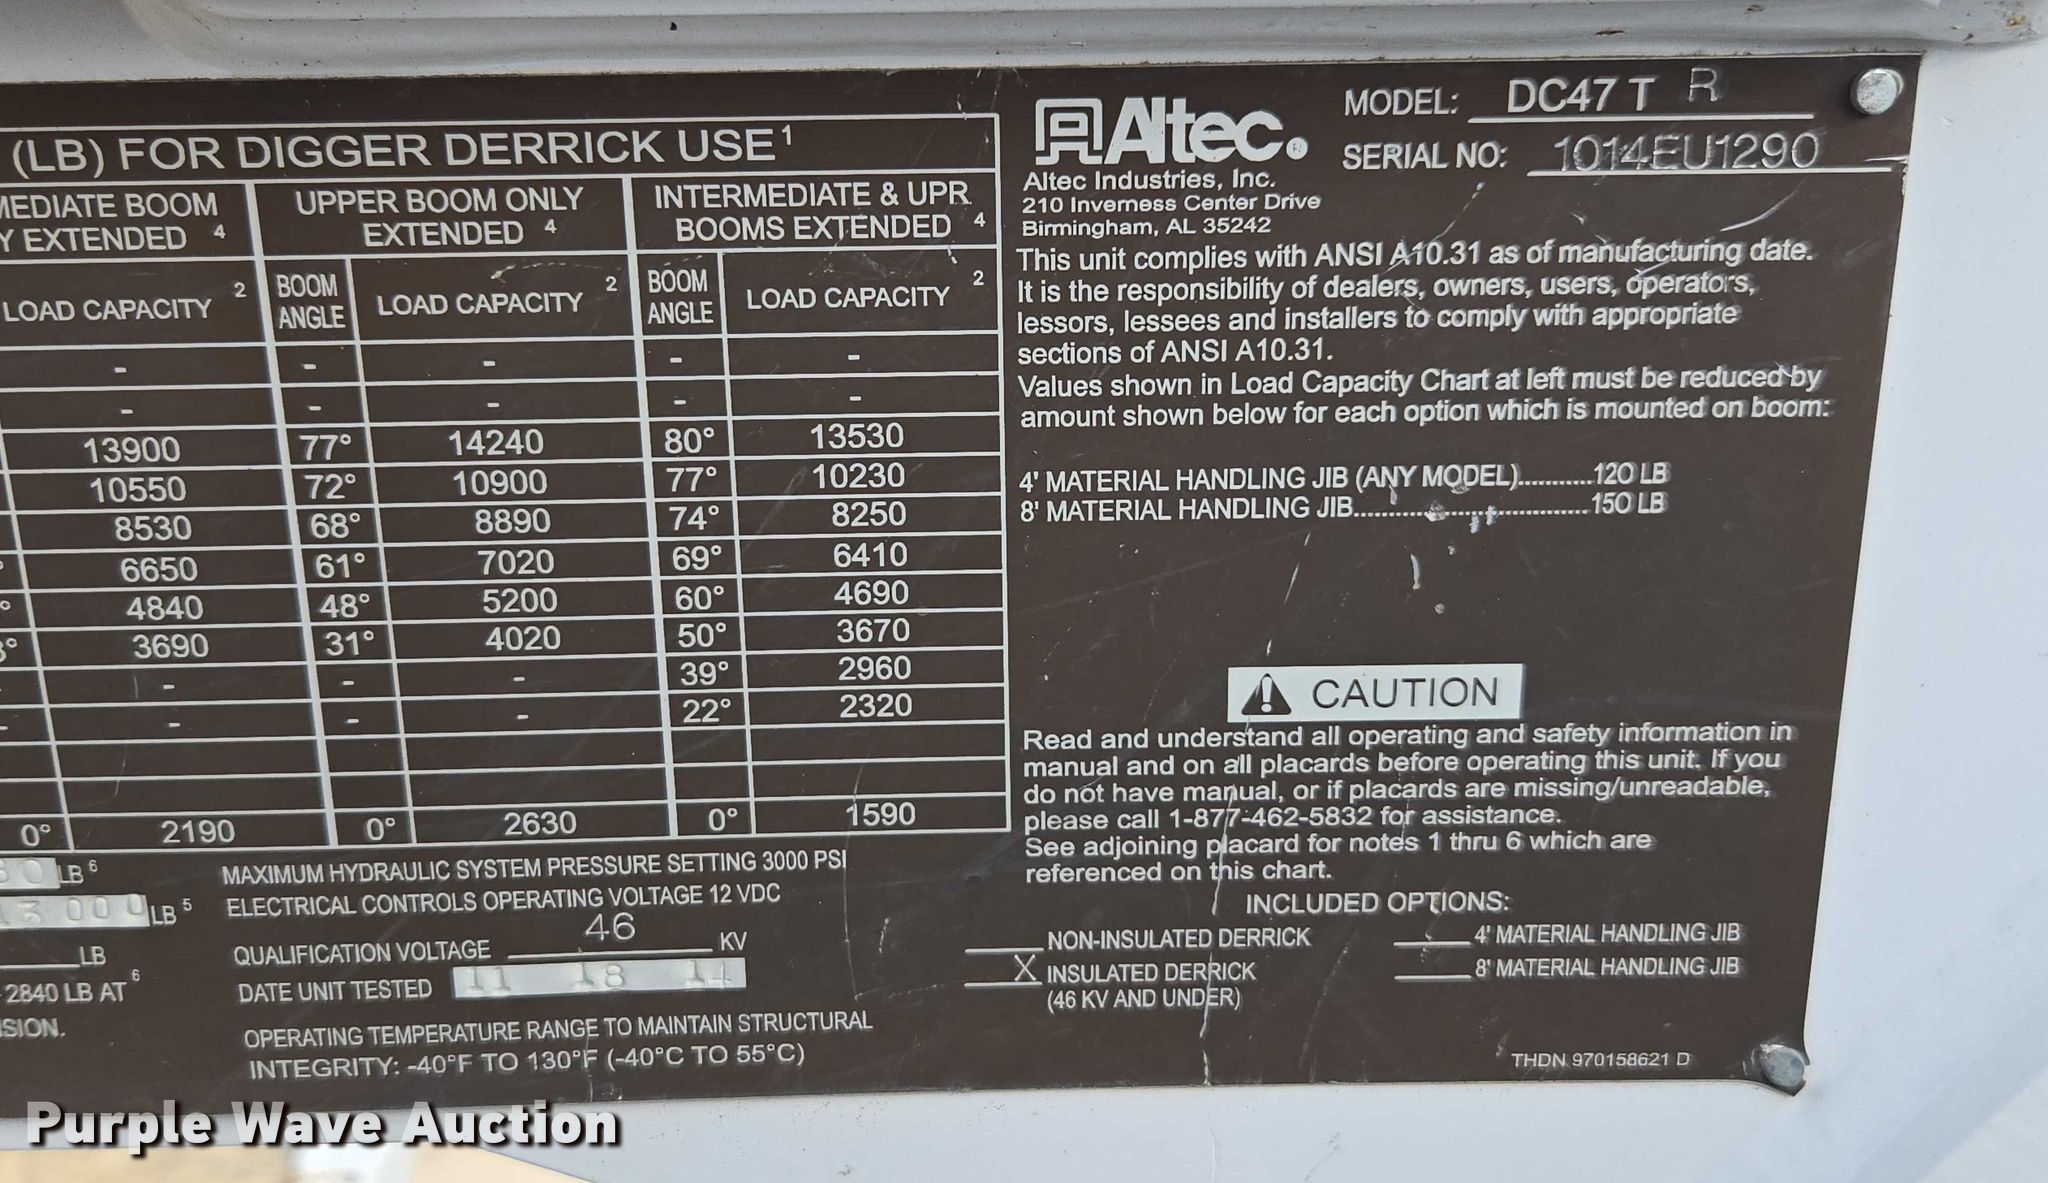 (LB) FOR DIGGER DERRICK USE1
MEDIATE BOOM
Y EXTENDED 4
UPPER BOOM ONLY
EXTENDED 4
INTERMEDIATE & UPR
BOOMS EXTENDED 4
LOAD CAPACITY 2
BOOM
ANGLE
LOAD CAPACITY 2
BOOM
ANGLE
LOAD CAPACITY 2
- - - - -
- - - - -
13900 77° 14240 80° 13530
10550 72° 10900 77° 10230
8530 68° 8890 74° 8250
6650 61° 7020 69° 6410
4840 48° 5200 60° 4690
3690 31° 4020 50° 3670
- - - 39° 2960
- - - 22° 2320
0° 2190 0° 2630 0° 1590
LB6
000 LB5
LB
2840 LB AT6
SION.
MAXIMUM HYDRAULIC SYSTEM PRESSURE SETTING 3000 PSI
ELECTRICAL CONTROLS OPERATING VOLTAGE 12 VDC
QUALIFICATION VOLTAGE 46 KV
DATE UNIT TESTED 11 18 14
OPERATING TEMPERATURE RANGE TO MAINTAIN STRUCTURAL
INTEGRITY: -40°F TO 130°F (-40°C TO 55°C)
Altec®
Altec Industries, Inc.
210 Inverness Center Drive
Birmingham, AL 35242
MODEL: DC47 T R
SERIAL NO: 1014EU1290
This unit complies with ANSI A10.31 as of manufacturing date.
It is the responsibility of dealers, owners, users, operators,
lessors, lessees and installers to comply with appropriate
sections of ANSI A10.31.
Values shown in Load Capacity Chart at left must be reduced by
amount shown below for each option which is mounted on boom:
4' MATERIAL HANDLING JIB (ANY MODEL)...........120 LB
8' MATERIAL HANDLING JIB.................................150 LB
CAUTION
Read and understand all operating and safety information in
manual and on all placards before operating this unit. If you
do not have manual, or if placards are missing/unreadable,
please call 1-877-462-5832 for assistance.
See adjoining placard for notes 1 thru 6 which are
referenced on this chart.
INCLUDED OPTIONS:
NON-INSULATED DERRICK
X INSULATED DERRICK
(46 KV AND UNDER)
4' MATERIAL HANDLING JIB
8' MATERIAL HANDLING JIB
THDN 970158621 D
Purple Wave Auction